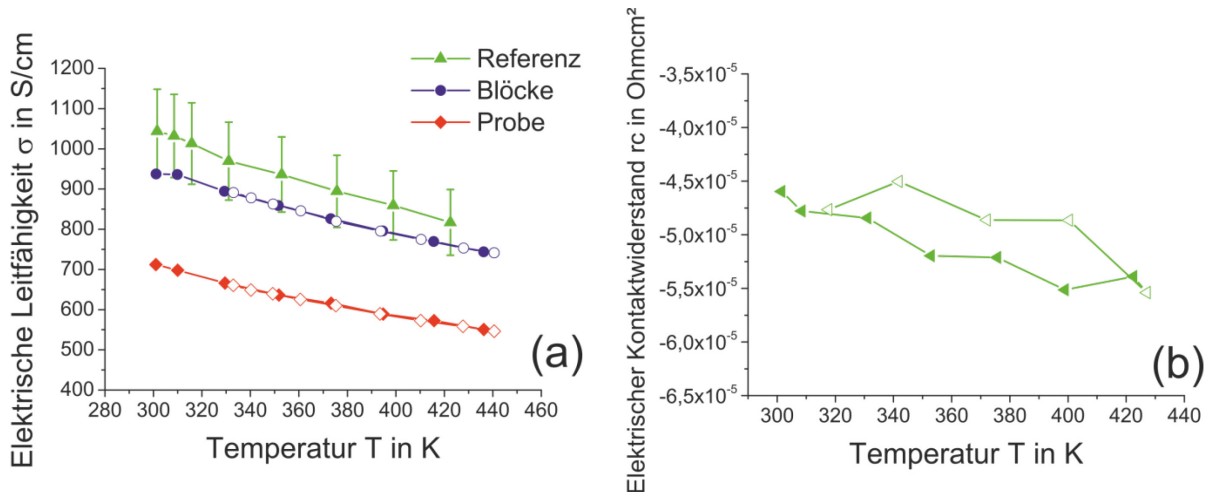 Elektrische Leitfähigkeit σ in S/cm
1200
1100
1000
900
800
700
600
500
400
280 300 320 340 360 380 400 420 440 460
Temperatur T in K
Referenz
Blöcke
Probe
(a)
Elektrischer Kontaktwiderstand rc in Ohmcm²
-3,5x10⁻⁵
-4,0x10⁻⁵
-4,5x10⁻⁵
-5,0x10⁻⁵
-5,5x10⁻⁵
-6,0x10⁻⁵
-6,5x10⁻⁵
300 320 340 360 380 400 420 440
Temperatur T in K
(b)